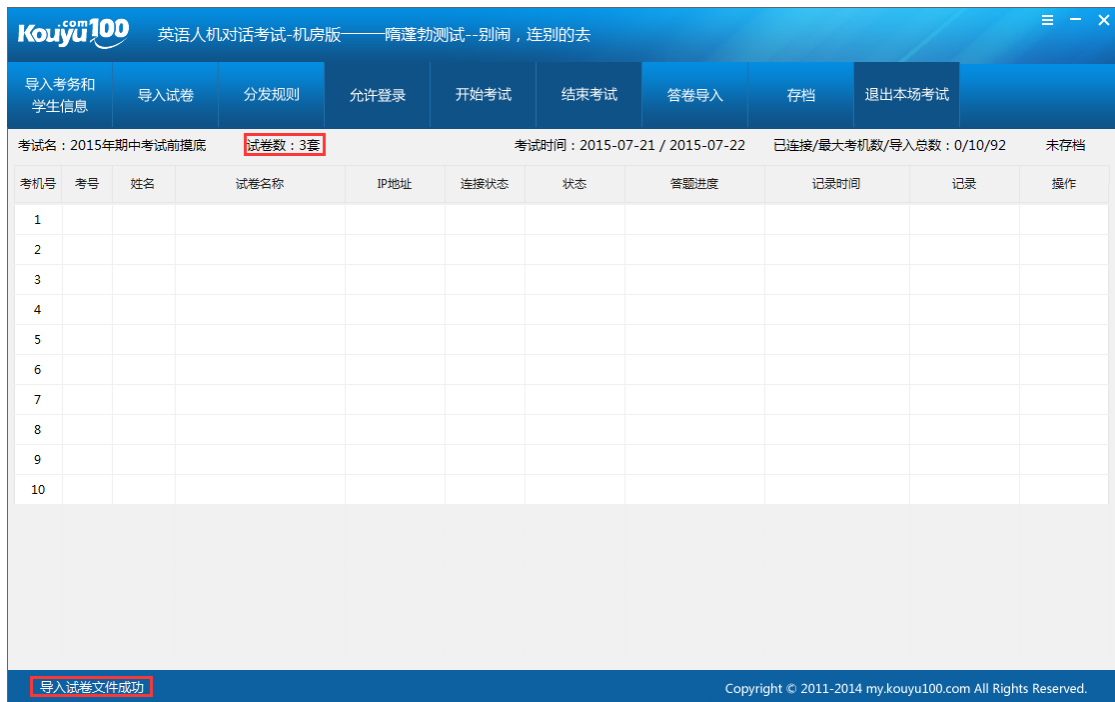 Kouyu100.com 英语人机对话考试-机房版——隋蓬勃测试--别闹，连别的去
导入考务和
学生信息
导入试卷 分发规则 允许登录 开始考试 结束考试 答卷导入 存档 退出本场考试
考试名：2015年期中考试前摸底 试卷数：3套 考试时间：2015-07-21 / 2015-07-22 已连接/最大考机数/导入总数：0/10/92 未存档
考机号 考号 姓名 试卷名称 IP地址 连接状态 状态 答题进度 记录时间 记录 操作
1
2
3
4
5
6
7
8
9
10
导入试卷文件成功 Copyright © 2011-2014 my.kouyu100.com All Rights Reserved.